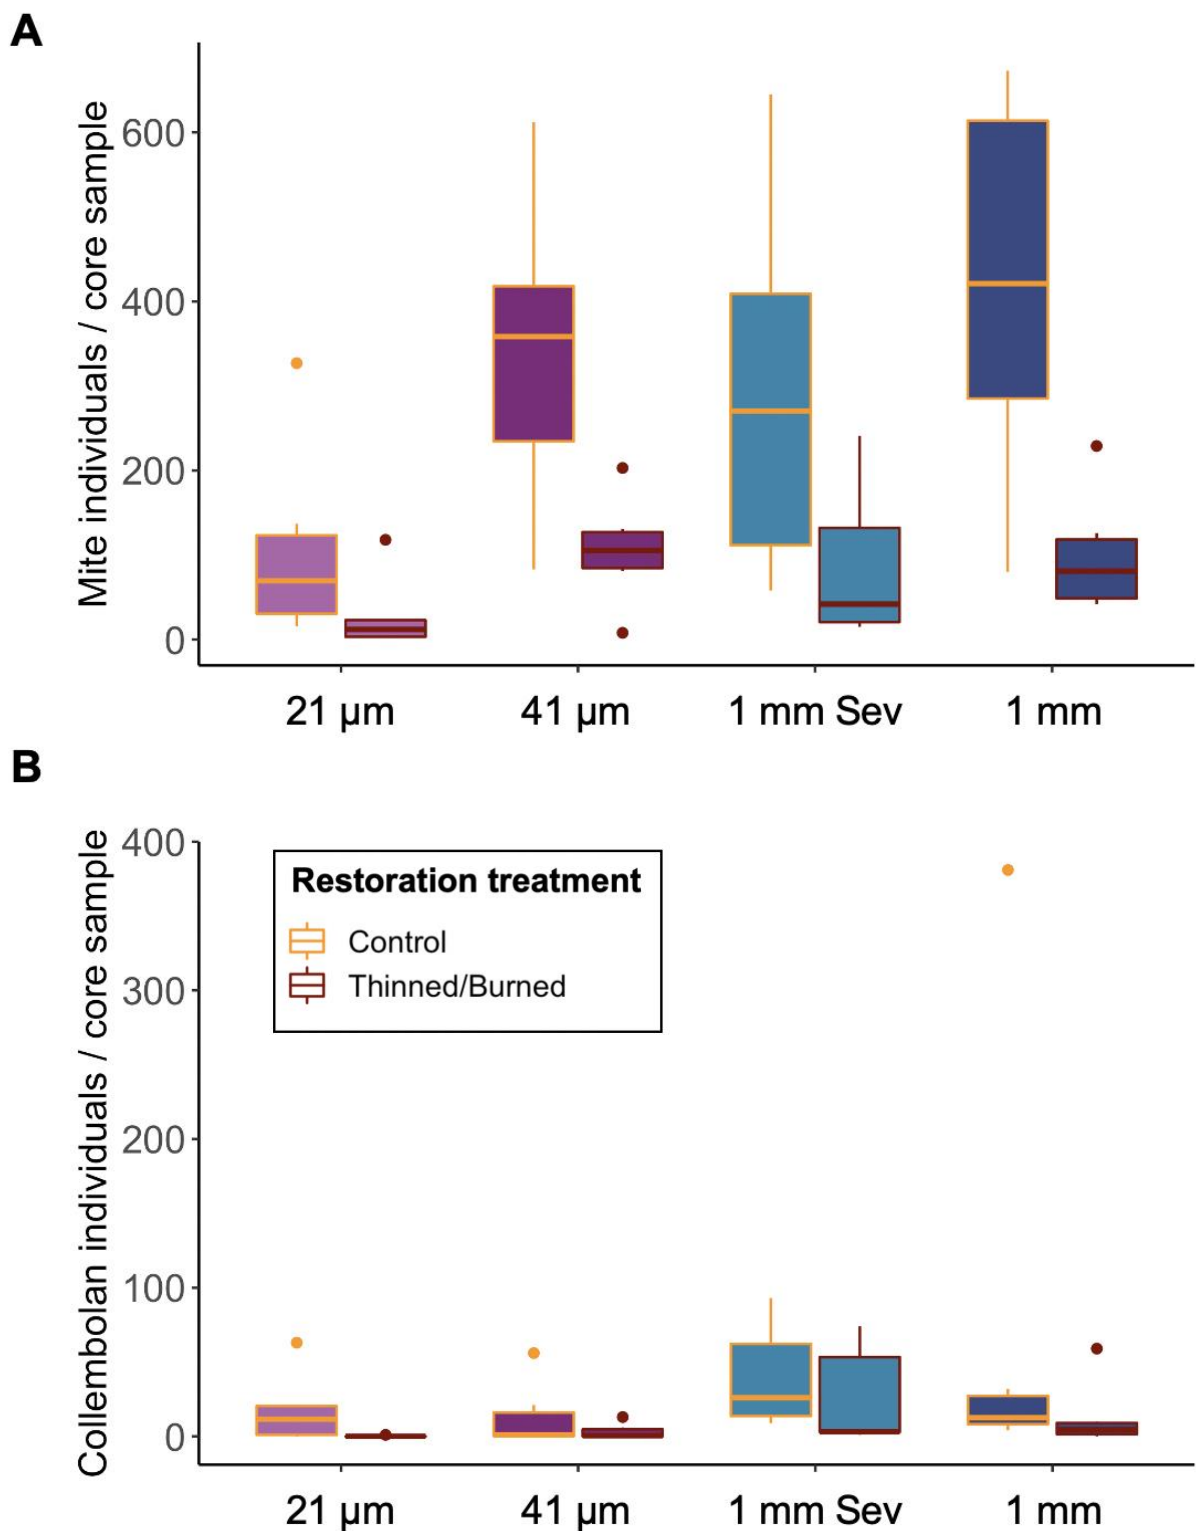 A
Mite individuals / core sample
600
400
200
0
21 µm
41 µm
1 mm Sev
1 mm
B
Collembolan individuals / core sample
400
300
200
100
0
Restoration treatment
Control
Thinned/Burned
21 µm
41 µm
1 mm Sev
1 mm